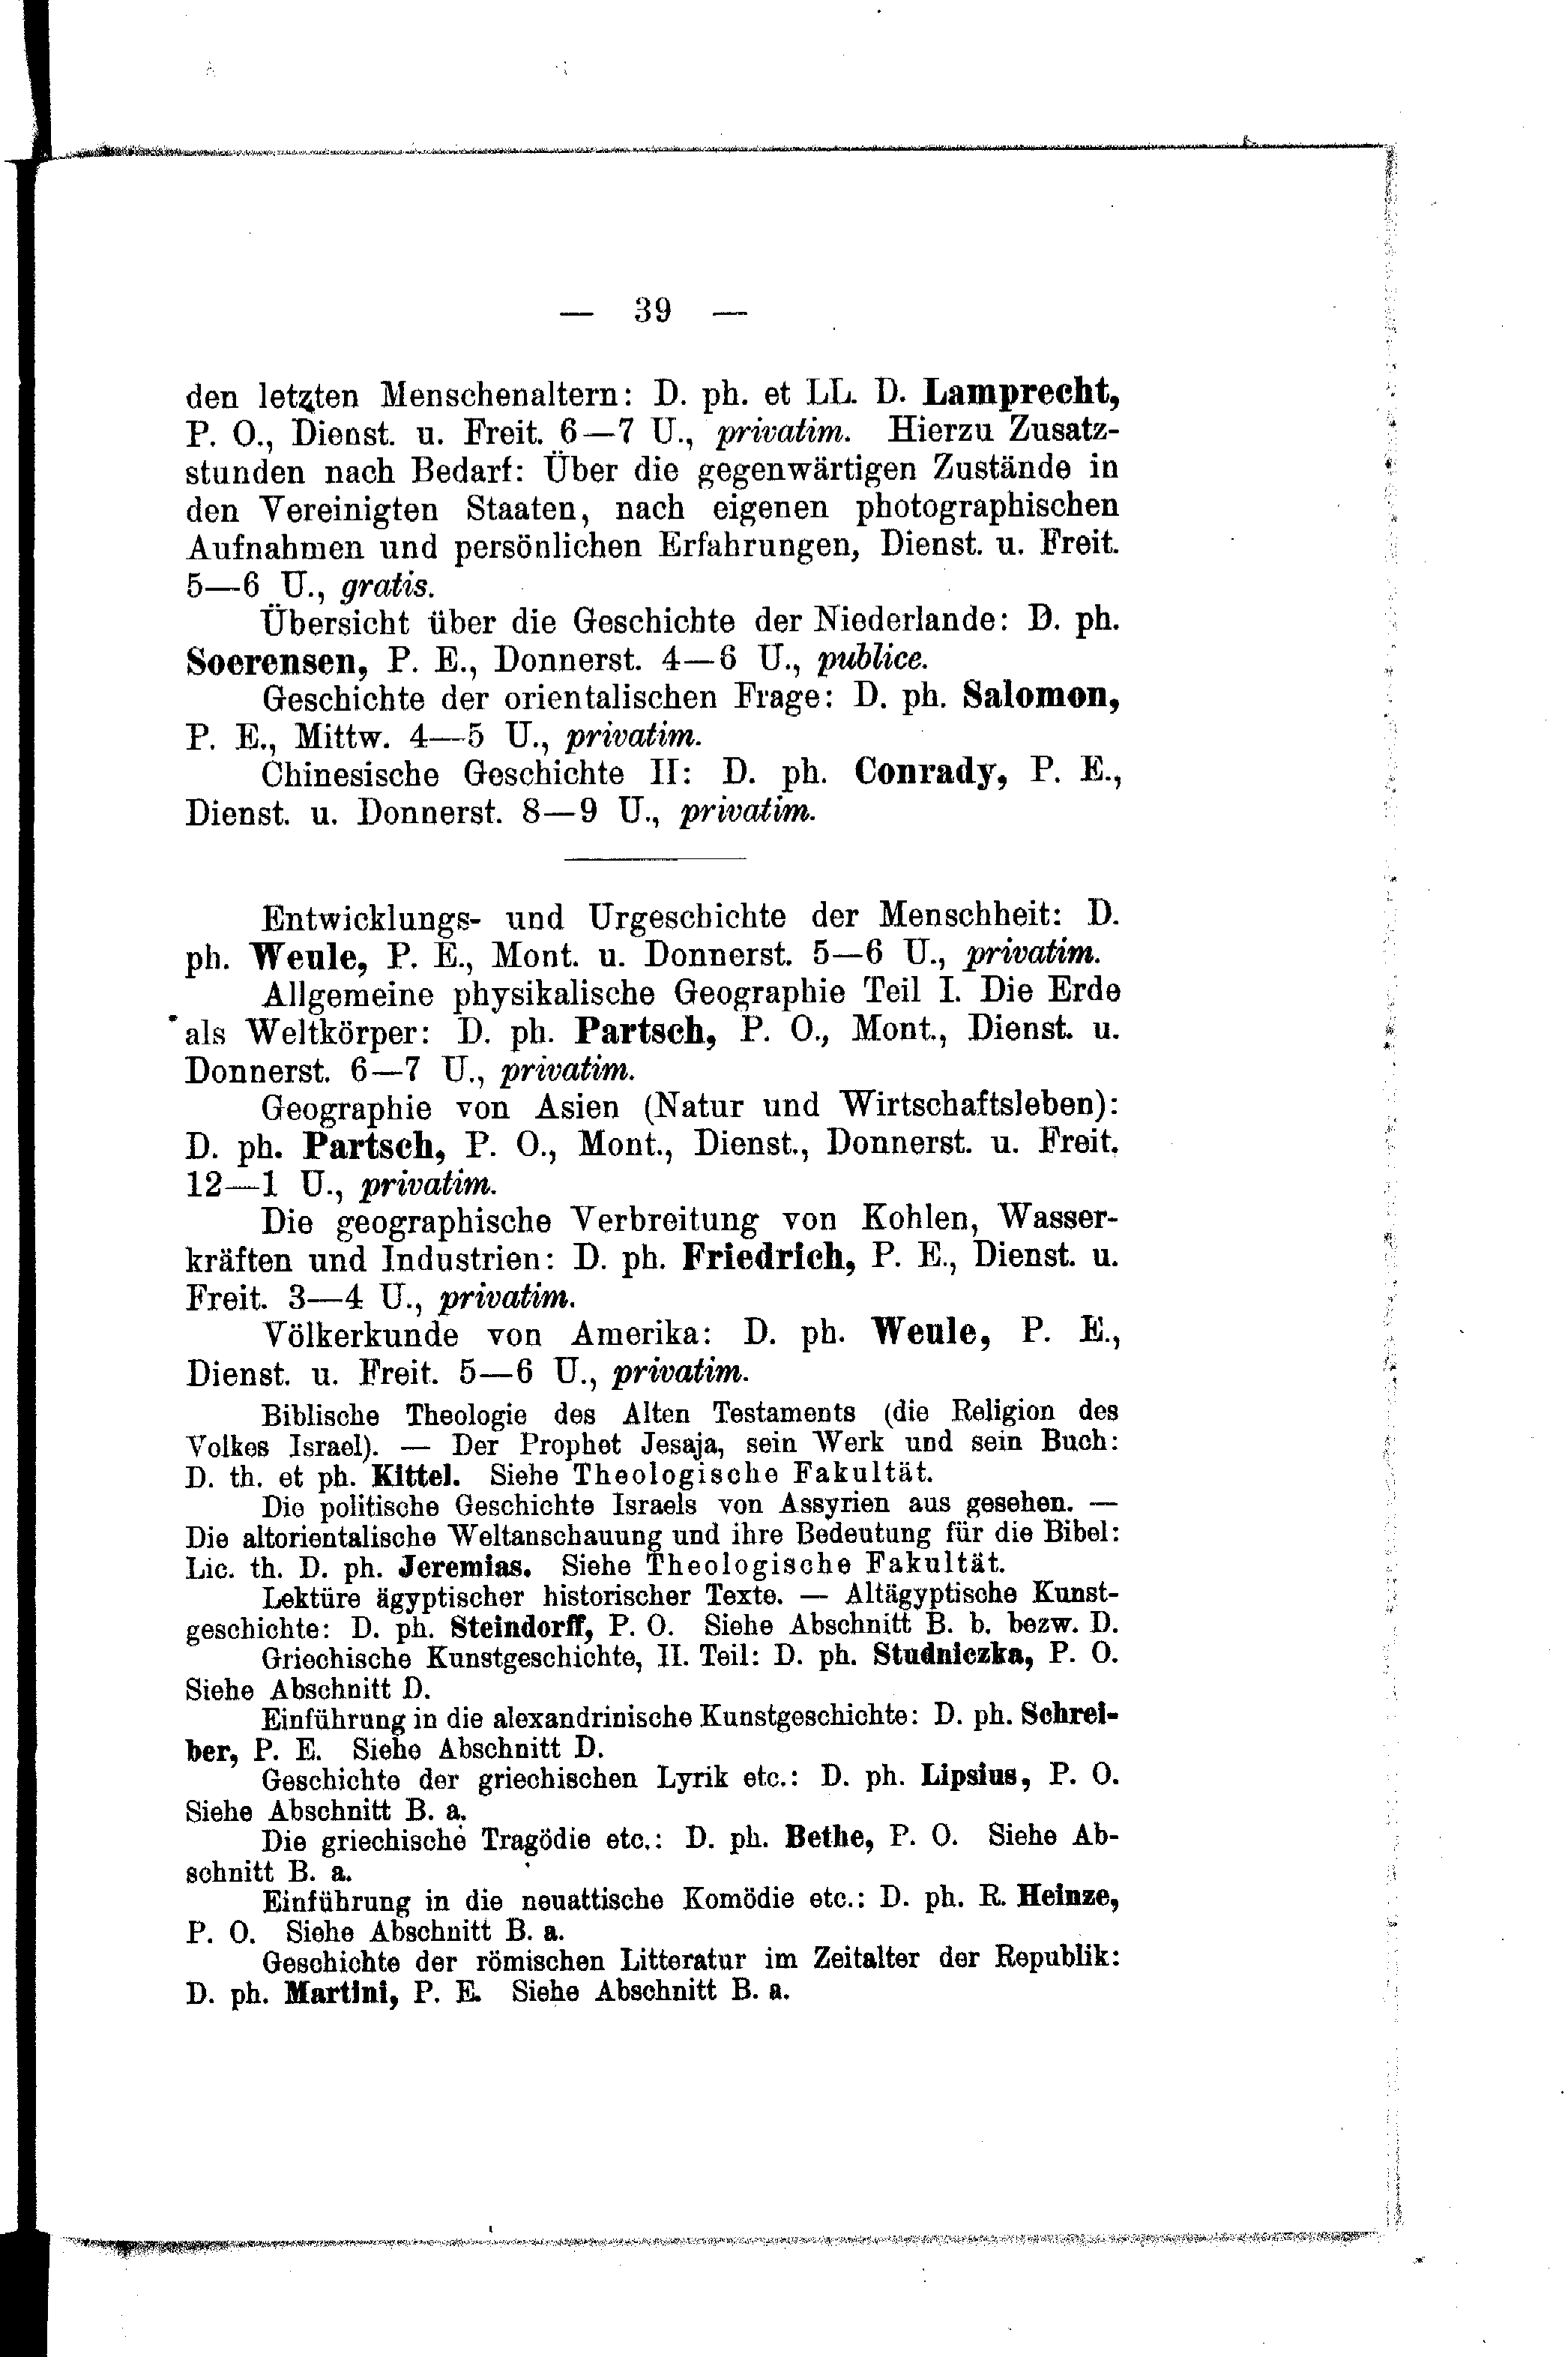 — 39 —
den letzten Menschenaltern: D. ph. et LL. D. Lamprecht,
P. O., Dienst. u. Freit. 6—7 U., privatim. Hierzu Zusatz-
stunden nach Bedarf: Über die gegenwärtigen Zustände in
den Vereinigten Staaten, nach eigenen photographischen
Aufnahmen und persönlichen Erfahrungen, Dienst. u. Freit.
5—6 U., gratis.
Übersicht über die Geschichte der Niederlande: D. ph.
Soerensen, P. E., Donnerst. 4—6 U., publice.
Geschichte der orientalischen Frage: D. ph. Salomon,
P. E., Mittw. 4—5 U., privatim.
Chinesische Geschichte II: D. ph. Conrady, P. E.,
Dienst. u. Donnerst. 8—9 U., privatim.
Entwicklungs- und Urgeschichte der Menschheit: D.
ph. Weule, P. E., Mont. u. Donnerst. 5—6 U., privatim.
Allgemeine physikalische Geographie Teil I. Die Erde
als Weltkörper: D. ph. Partsch, P. O., Mont., Dienst. u.
Donnerst. 6—7 U., privatim.
Geographie von Asien (Natur und Wirtschaftsleben):
D. ph. Partsch, P. O., Mont., Dienst., Donnerst. u. Freit.
12—1 U., privatim.
Die geographische Verbreitung von Kohlen, Wasser-
kräften und Industrien: D. ph. Friedrich, P. E., Dienst. u.
Freit. 3—4 U., privatim.
Völkerkunde von Amerika: D. ph. Weule, P. E.,
Dienst. u. Freit. 5—6 U., privatim.
Biblische Theologie des Alten Testaments (die Religion des
Volkes Israel). — Der Prophet Jesaja, sein Werk und sein Buch:
D. th. et ph. Kittel. Siehe Theologische Fakultät.
Die politische Geschichte Israels von Assyrien aus gesehen. —
Die altorientalische Weltanschauung und ihre Bedeutung für die Bibel:
Lic. th. D. ph. Jeremias. Siehe Theologische Fakultät.
Lektüre ägyptischer historischer Texte. — Altägyptische Kunst-
geschichte: D. ph. Steindorff, P. O. Siehe Abschnitt B. b. bezw. D.
Griechische Kunstgeschichte, II. Teil: D. ph. Studniczka, P. O.
Siehe Abschnitt D.
Einführung in die alexandrinische Kunstgeschichte: D. ph. Schrei-
ber, P. E. Siehe Abschnitt D.
Geschichte der griechischen Lyrik etc.: D. ph. Lipsius, P. O.
Siehe Abschnitt B. a.
Die griechische Tragödie etc.: D. ph. Bethe, P. O. Siehe Ab-
schnitt B. a.
Einführung in die neuattische Komödie etc.: D. ph. R. Heinze,
P. O. Siehe Abschnitt B. a.
Geschichte der römischen Litteratur im Zeitalter der Republik:
D. ph. Martini, P. E. Siehe Abschnitt B. a.